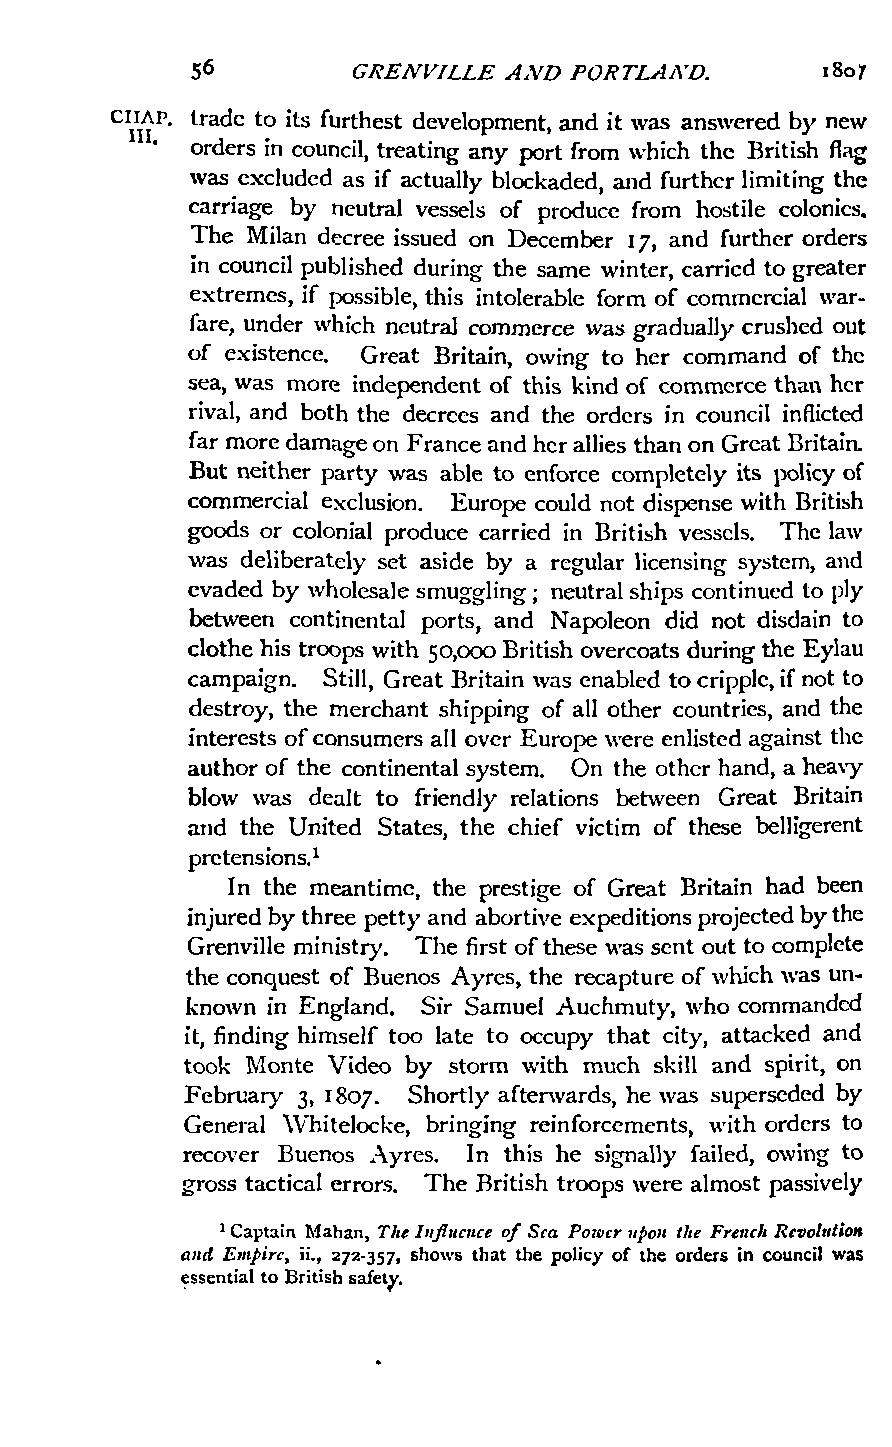 56 GRENVILLE AND PORTLAND. 1807
CHAP. trade to its furthest development, and it was answered by new
III. orders in council, treating any port from which the British flag
was excluded as if actually blockaded, and further limiting the
carriage by neutral vessels of produce from hostile colonies.
The Milan decree issued on December 17, and further orders
in council published during the same winter, carried to greater
extremes, if possible, this intolerable form of commercial war-
fare, under which neutral commerce was gradually crushed out
of existence. Great Britain, owing to her command of the
sea, was more independent of this kind of commerce than her
rival, and both the decrees and the orders in council inflicted
far more damage on France and her allies than on Great Britain.
But neither party was able to enforce completely its policy of
commercial exclusion. Europe could not dispense with British
goods or colonial produce carried in British vessels. The law
was deliberately set aside by a regular licensing system, and
evaded by wholesale smuggling; neutral ships continued to ply
between continental ports, and Napoleon did not disdain to
clothe his troops with 50,000 British overcoats during the Eylau
campaign. Still, Great Britain was enabled to cripple, if not to
destroy, the merchant shipping of all other countries, and the
interests of consumers all over Europe were enlisted against the
author of the continental system. On the other hand, a heavy
blow was dealt to friendly relations between Great Britain
and the United States, the chief victim of these belligerent
pretensions.¹
In the meantime, the prestige of Great Britain had been
injured by three petty and abortive expeditions projected by the
Grenville ministry. The first of these was sent out to complete
the conquest of Buenos Ayres, the recapture of which was un-
known in England. Sir Samuel Auchmuty, who commanded
it, finding himself too late to occupy that city, attacked and
took Monte Video by storm with much skill and spirit, on
February 3, 1807. Shortly afterwards, he was superseded by
General Whitelocke, bringing reinforcements, with orders to
recover Buenos Ayres. In this he signally failed, owing to
gross tactical errors. The British troops were almost passively
¹ Captain Mahan, The Influence of Sea Power upon the French Revolution
and Empire, ii., 272-357, shows that the policy of the orders in council was
essential to British safety.